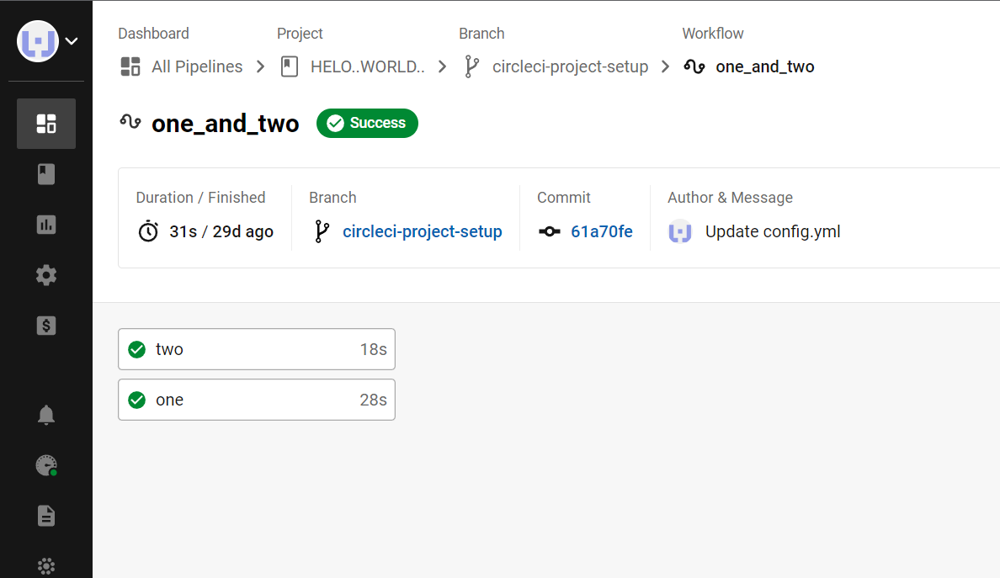 Dashboard Project Branch Workflow
All Pipelines HELO..WORLD.. circleci-project-setup one_and_two
one_and_two Success
Duration / Finished Branch Commit Author & Message
31s / 29d ago circleci-project-setup 61a70fe Update config.yml
two 18s
one 28s